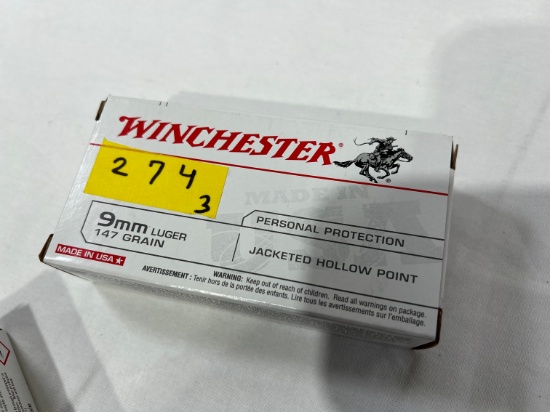 WINCHESTER
274
3
MADE IN
9mm LUGER
147 GRAIN
PERSONAL PROTECTION
JACKETED HOLLOW POINT
MADE IN USA★
WARNING: Keep out of reach of children. Read all warnings on package.
AVERTISSEMENT : Tenir hors de la portée des enfants. Lire tous les avertissements sur l'emballage.